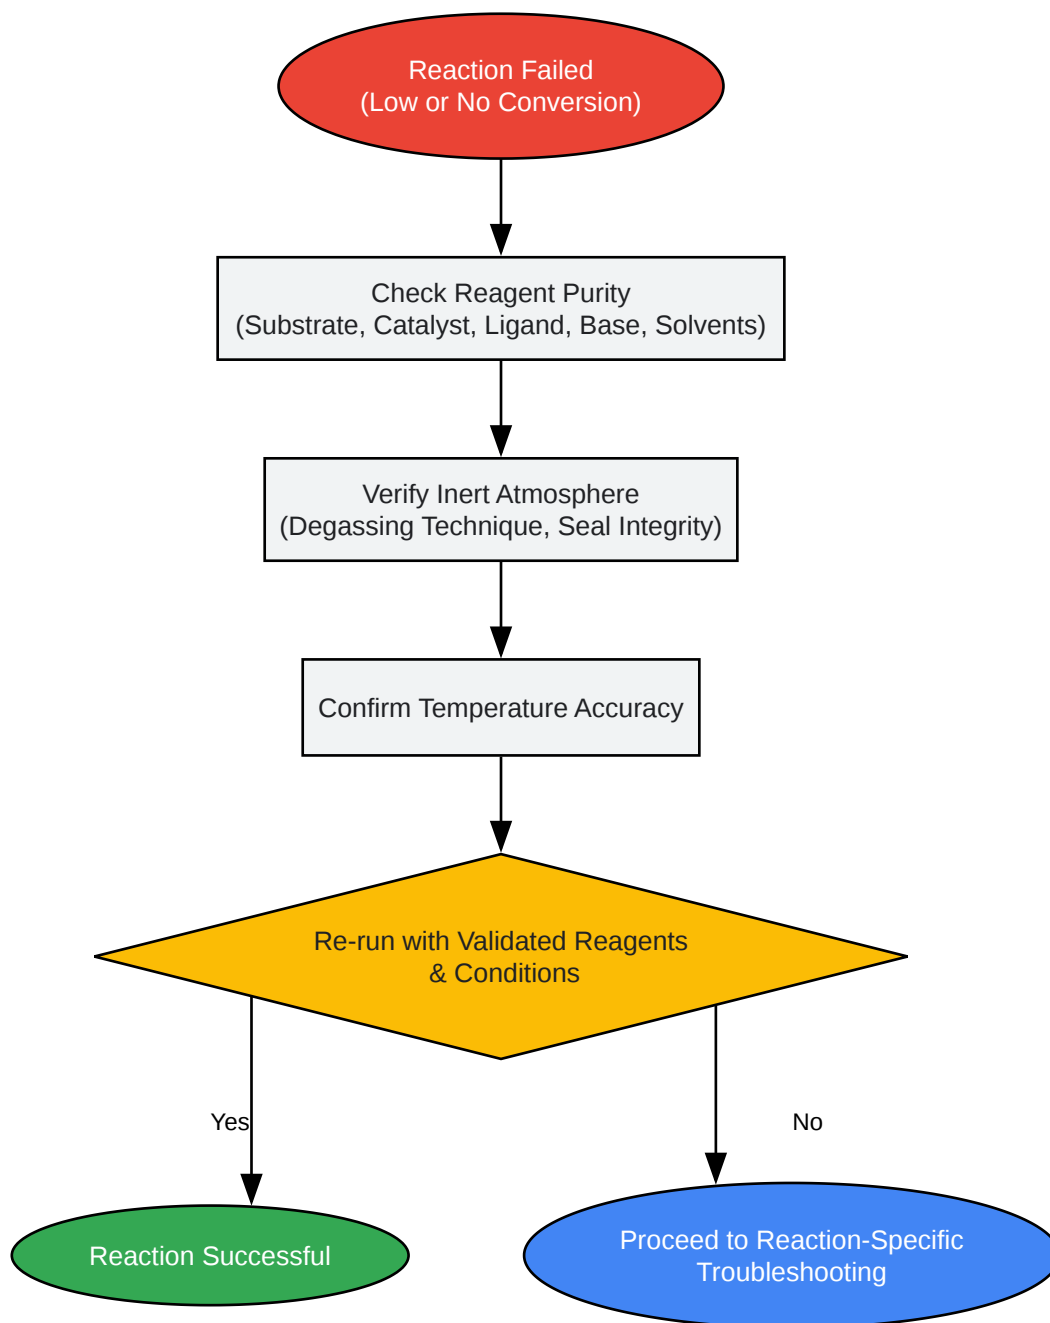 Reaction Failed
(Low or No Conversion)
Check Reagent Purity
(Substrate, Catalyst, Ligand, Base, Solvents)
Verify Inert Atmosphere
(Degassing Technique, Seal Integrity)
Confirm Temperature Accuracy
Re-run with Validated Reagents
& Conditions
Yes
No
Reaction Successful
Proceed to Reaction-Specific
Troubleshooting